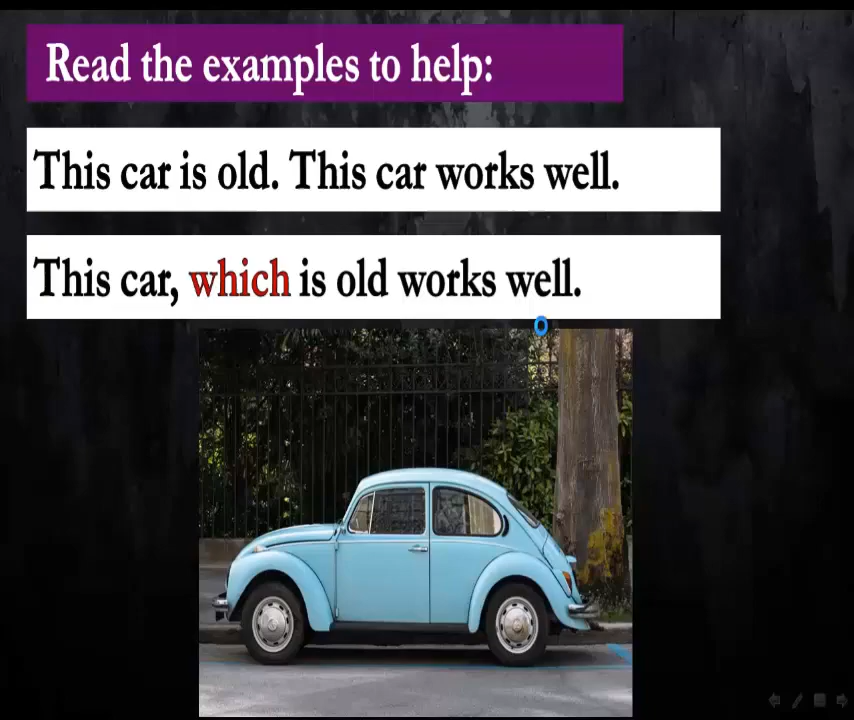 Read the examples to help:
This car is old. This car works well.
This car, which is old works well.